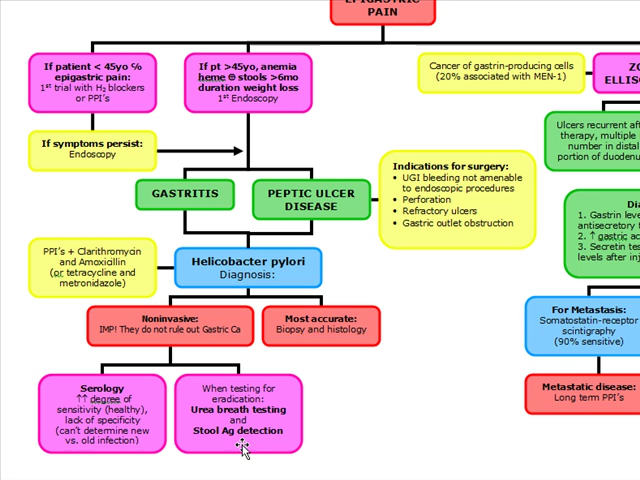 EPIGASTRIC
PAIN
If patient < 45yo ℅
epigastric pain:
1st trial with H2 blockers
or PPI's
If pt >45yo, anemia
heme ⊕ stools >6mo
duration weight loss
1st Endoscopy
Cancer of gastrin-producing cells
(20% associated with MEN-1)
ZO
ELLIS
If symptoms persist:
Endoscopy
Ulcers recurrent aft
therapy, multiple
number in distal
portion of duoden
Indications for surgery:
• UGI bleeding not amenable
to endoscopic procedures
• Perforation
• Refractory ulcers
• Gastric outlet obstruction
GASTRITIS
PEPTIC ULCER
DISEASE
Dia
1. Gastrin leve
antisecretory t
2. ↑ gastric ac
3. Secretin tes
levels after inj
PPI's + Clarithromycin
and Amoxicillin
(or tetracycline and
metronidazole)
Helicobacter pylori
Diagnosis:
Noninvasive:
IMP! They do not rule out Gastric Ca
Most accurate:
Biopsy and histology
For Metastasis:
Somatostatin-receptor
scintigraphy
(90% sensitive)
Serology
↑↑ degree of
sensitivity (healthy),
lack of specificity
(can't determine new
vs. old infection)
When testing for
eradication:
Urea breath testing
and
Stool Ag detection
Metastatic disease:
Long term PPI's